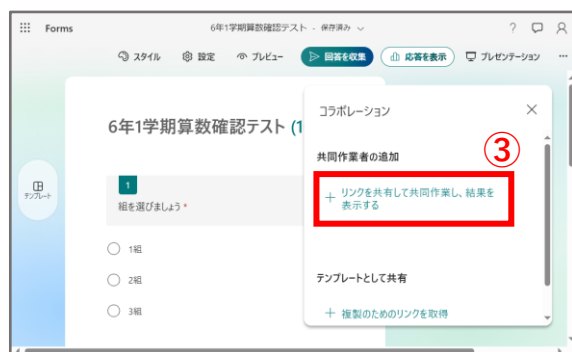 Forms
6年1学期算数確認テスト - 保存済み
?
スタイル
設定
プレビュー
回答を収集
応答を表示
プレゼンテーション
...
テンプレート
6年1学期算数確認テスト (1
1
組を選びましょう *
1組
2組
3組
コラボレーション
共同作業者の追加
③
+ リンクを共有して共同作業し、結果を
表示する
テンプレートとして共有
+ 複製のためのリンクを取得